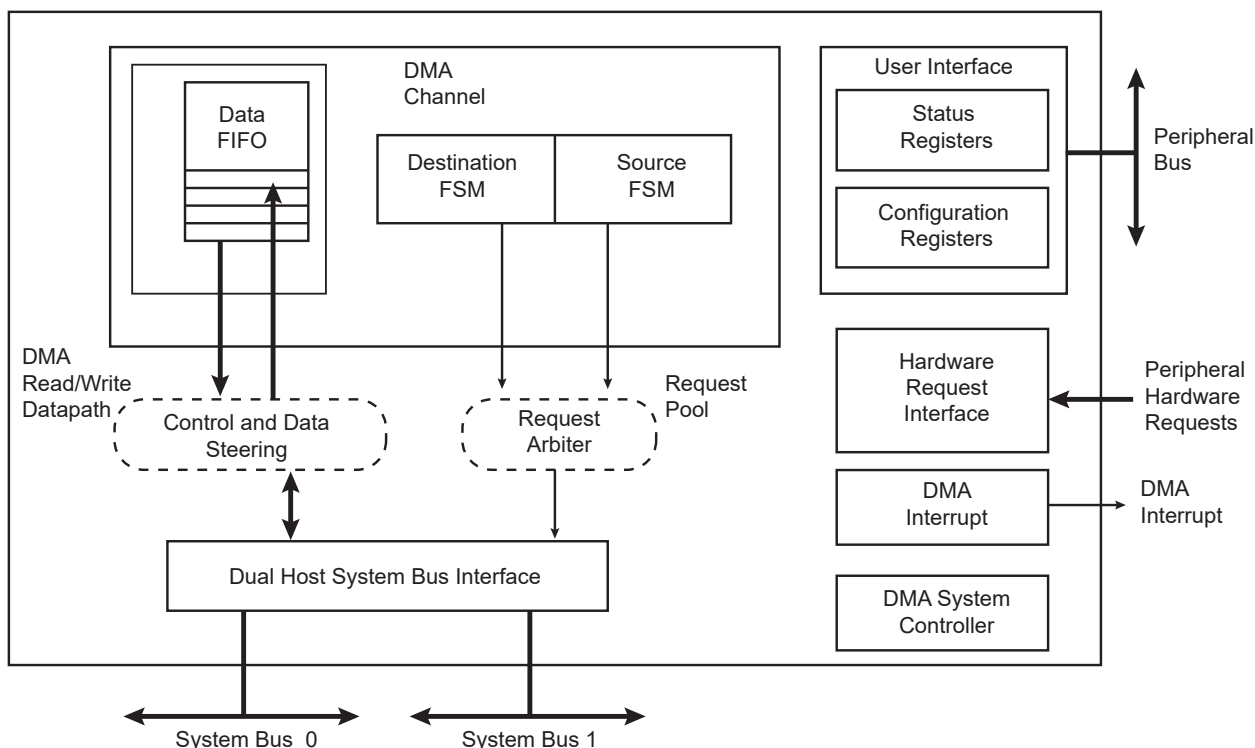 DMA
Channel
Data
FIFO
Destination
FSM
Source
FSM
User Interface
Status
Registers
Configuration
Registers
Peripheral
Bus
DMA
Read/Write
Datapath
Control and Data
Steering
Request
Arbiter
Request
Pool
Hardware
Request
Interface
Peripheral
Hardware
Requests
DMA
Interrupt
DMA
Interrupt
Dual Host System Bus Interface
DMA System
Controller
System Bus 0
System Bus 1